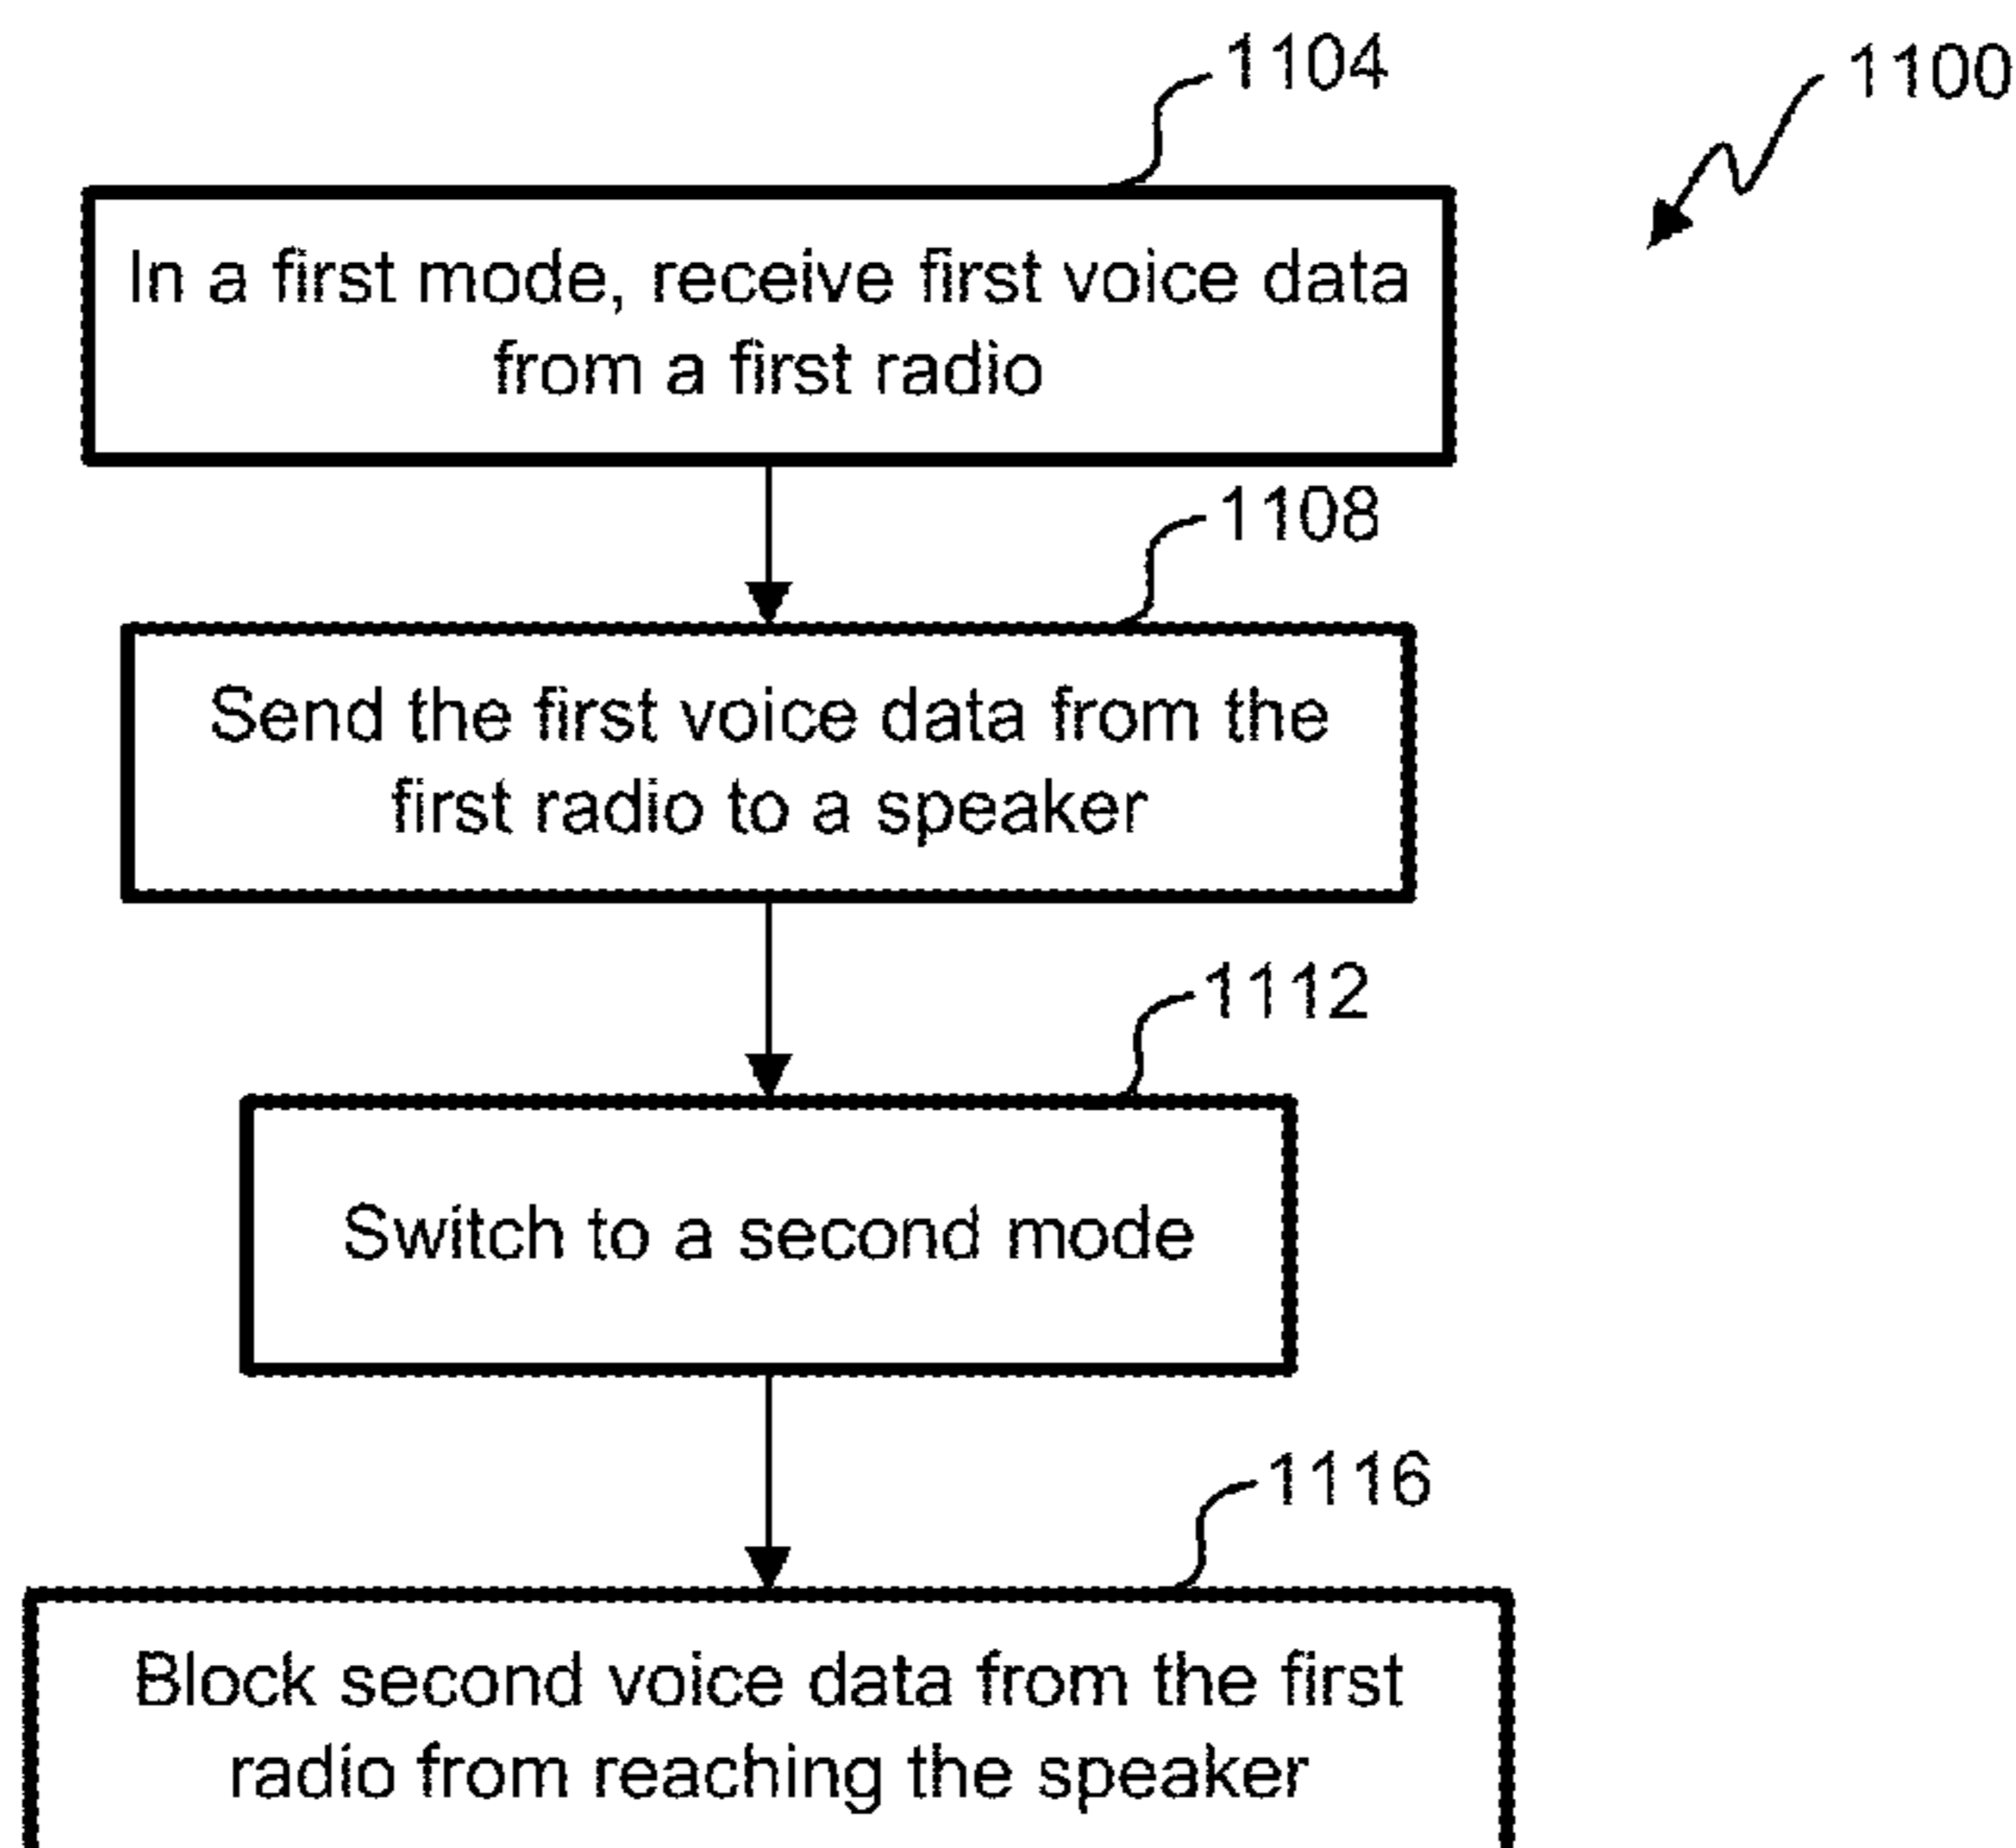 1104
1100
In a first mode, receive first voice data
from a first radio
1108
Send the first voice data from the
first radio to a speaker
1112
Switch to a second mode
1116
Block second voice data from the first
radio from reaching the speaker